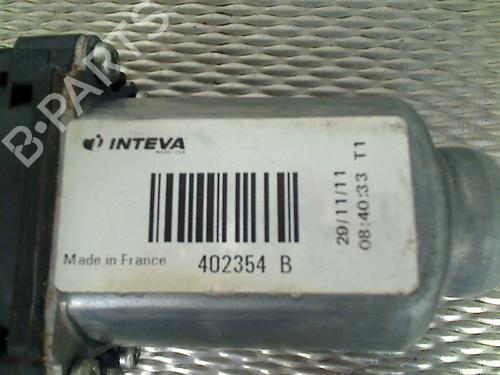 INTEVA
29/11/11
08:40:33 T1
Made in France
402354 B
B-PARTS